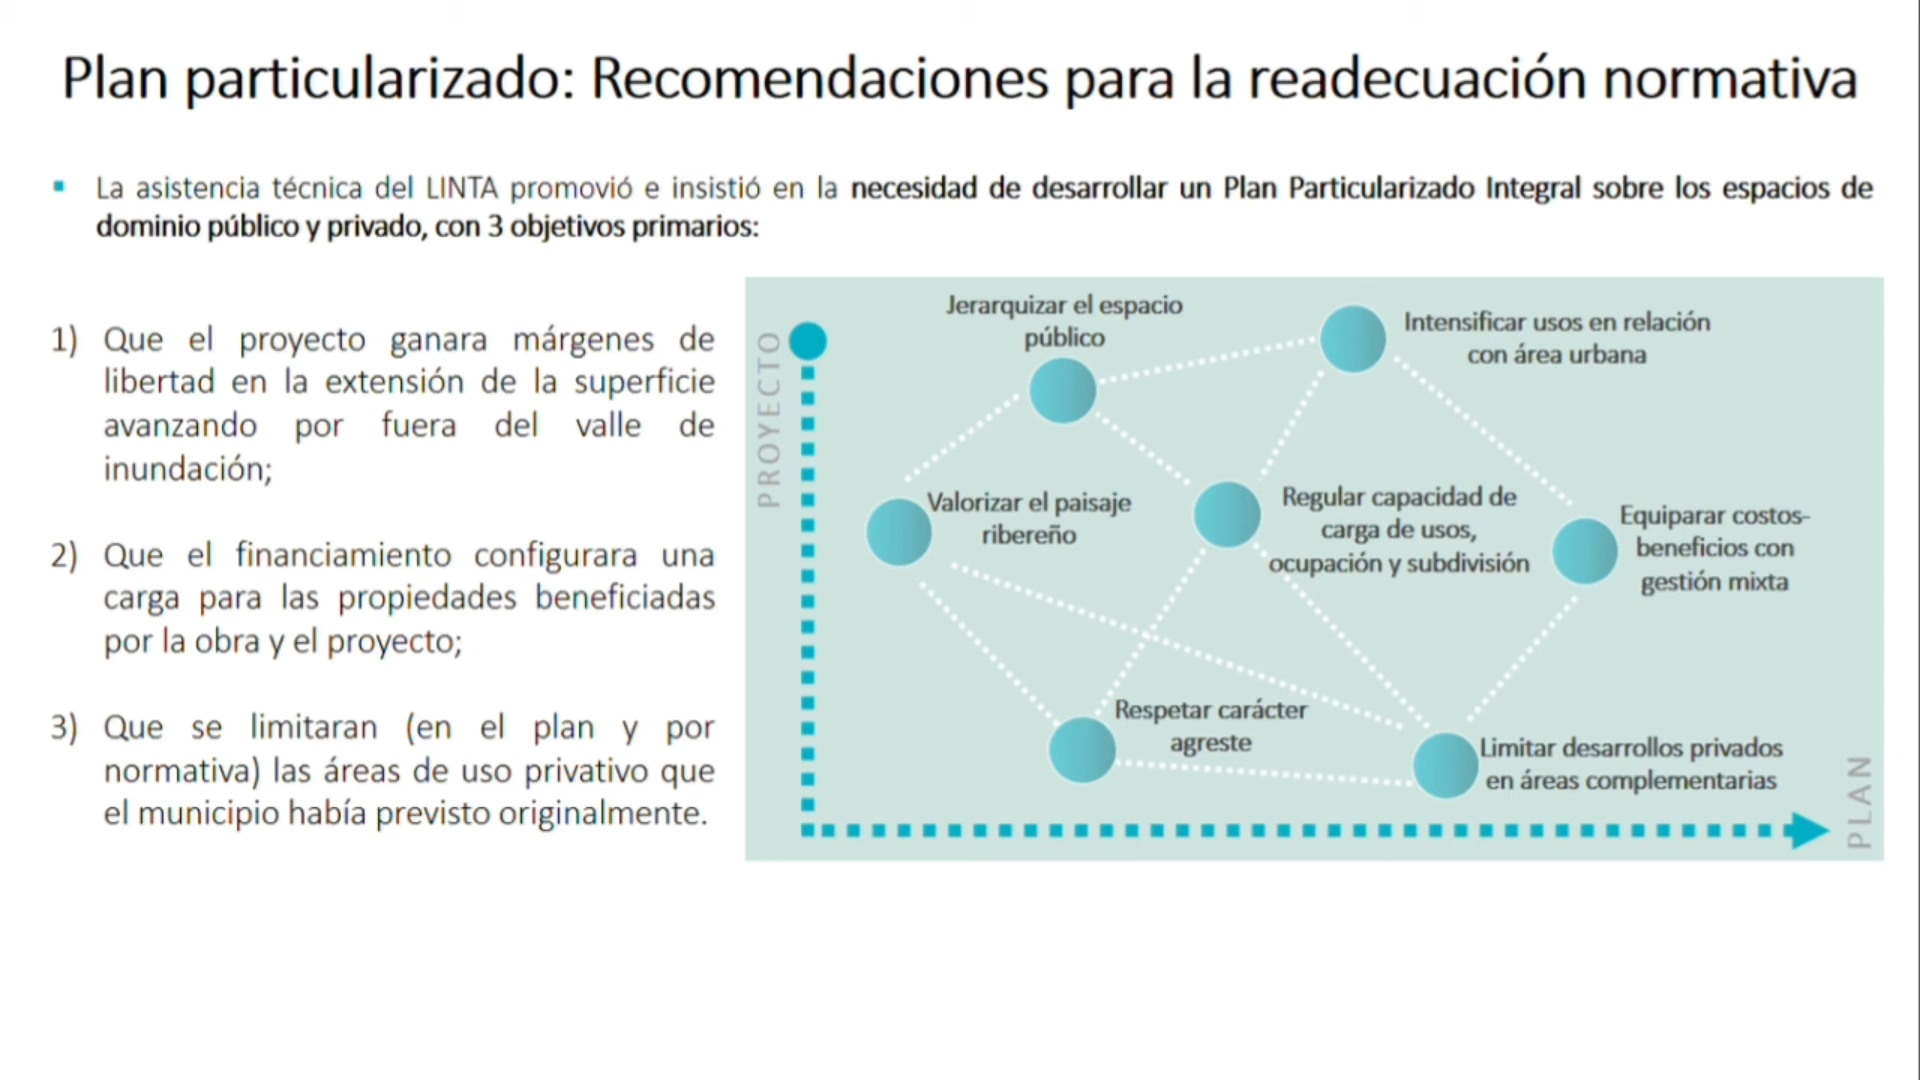 Plan particularizado: Recomendaciones para la readecuación normativa
▪ La asistencia técnica del LINTA promovió e insistió en la necesidad de desarrollar un Plan Particularizado Integral sobre los espacios de
dominio público y privado, con 3 objetivos primarios:
1) Que el proyecto ganara márgenes de
libertad en la extensión de la superficie
avanzando por fuera del valle de
inundación;
2) Que el financiamiento configurara una
carga para las propiedades beneficiadas
por la obra y el proyecto;
3) Que se limitaran (en el plan y por
normativa) las áreas de uso privativo que
el municipio había previsto originalmente.
PROYECTO
Jerarquizar el espacio
público
Intensificar usos en relación
con área urbana
Valorizar el paisaje
ribereño
Regular capacidad de
carga de usos,
ocupación y subdivisión
Equiparar costos-
beneficios con
gestión mixta
Respetar carácter
agreste
Limitar desarrollos privados
en áreas complementarias
PLAN